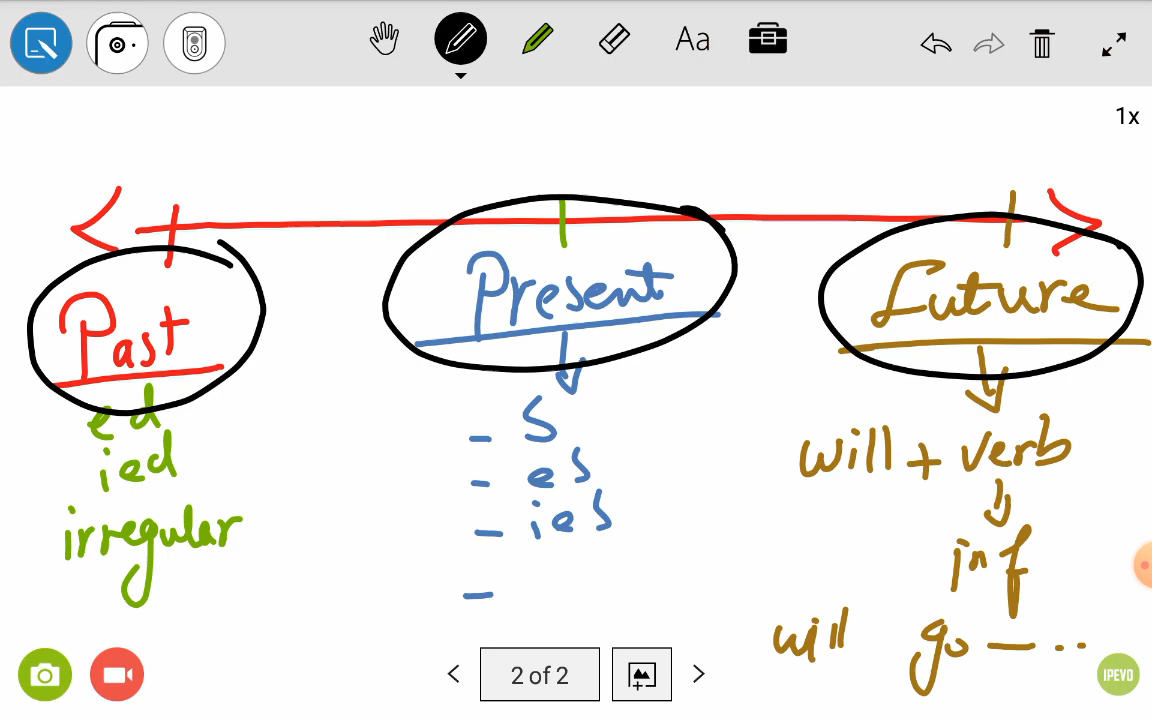 Aa
1x
Past
ed
ied
irregular
Present
- S
- es
- ies
-
Future
will + verb
inf
will go — ..
2 of 2
IPEVO